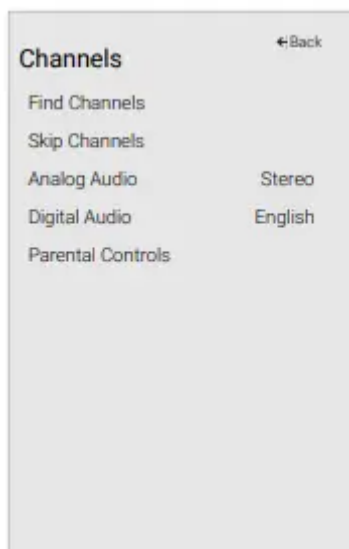 ←Back
Channels
Find Channels
Skip Channels
Analog Audio Stereo
Digital Audio English
Parental Controls